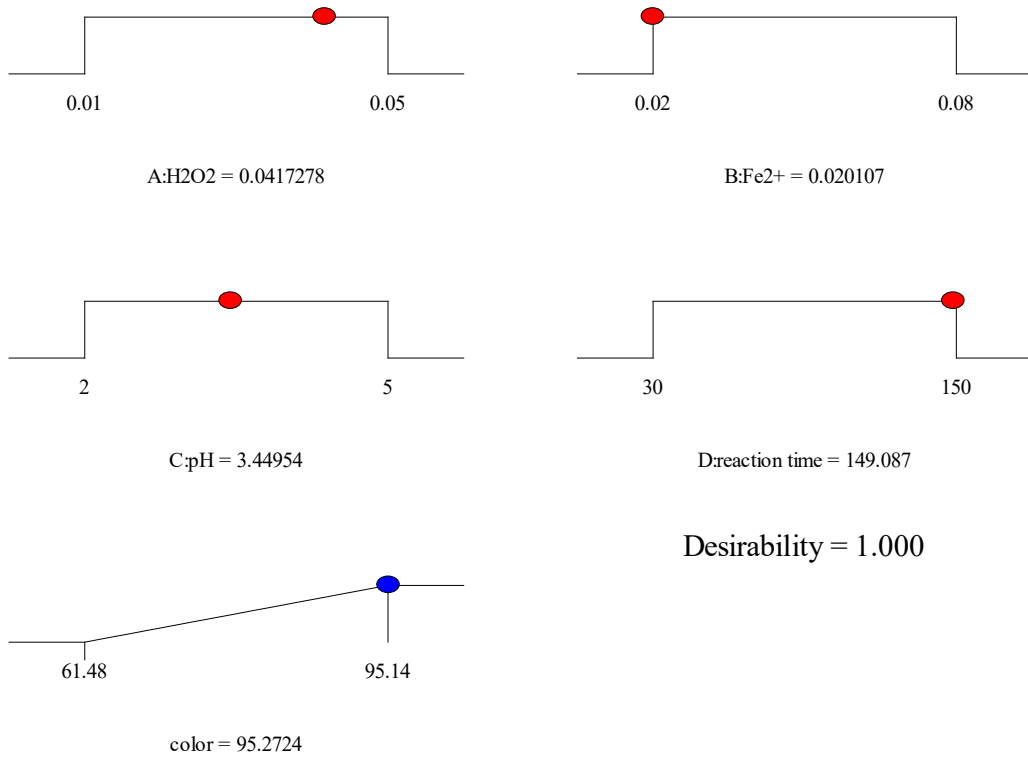 0.01 0.05
A:H2O2 = 0.0417278
0.02 0.08
B:Fe2+ = 0.020107
2 5
C:pH = 3.44954
30 150
D:reaction time = 149.087
61.48 95.14
color = 95.2724
Desirability = 1.000